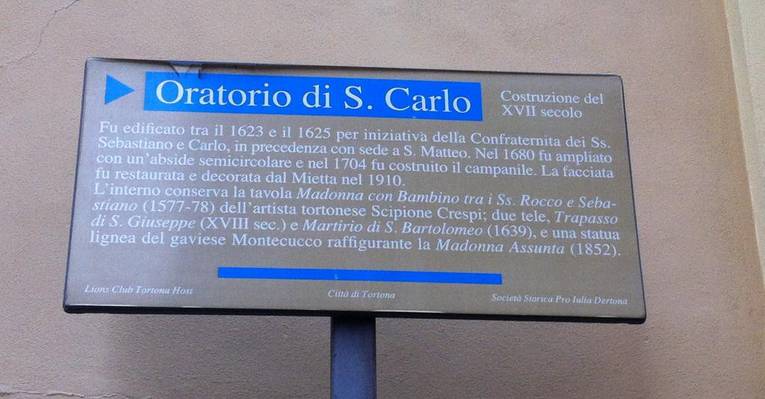 Oratorio di S. Carlo
Costruzione del
XVII secolo
Fu edificato tra il 1623 e il 1625 per iniziativa della Confraternita dei Ss.
Sebastiano e Carlo, in precedenza con sede a S. Matteo. Nel 1680 fu ampliato
con un'abside semicircolare e nel 1704 fu costruito il campanile. La facciata
fu restaurata e decorata dal Mietta nel 1910.
L'interno conserva la tavola Madonna con Bambino tra i Ss. Rocco e Seba-
stiano (1577-78) dell'artista tortonese Scipione Crespi; due tele, Trapasso
di S. Giuseppe (XVIII sec.) e Martirio di S. Bartolomeo (1639), e una statua
lignea del gaviese Montecucco raffigurante la Madonna Assunta (1852).
Lions Club Tortona Host
Città di Tortona
Società Storica Pro Iulia Dertona